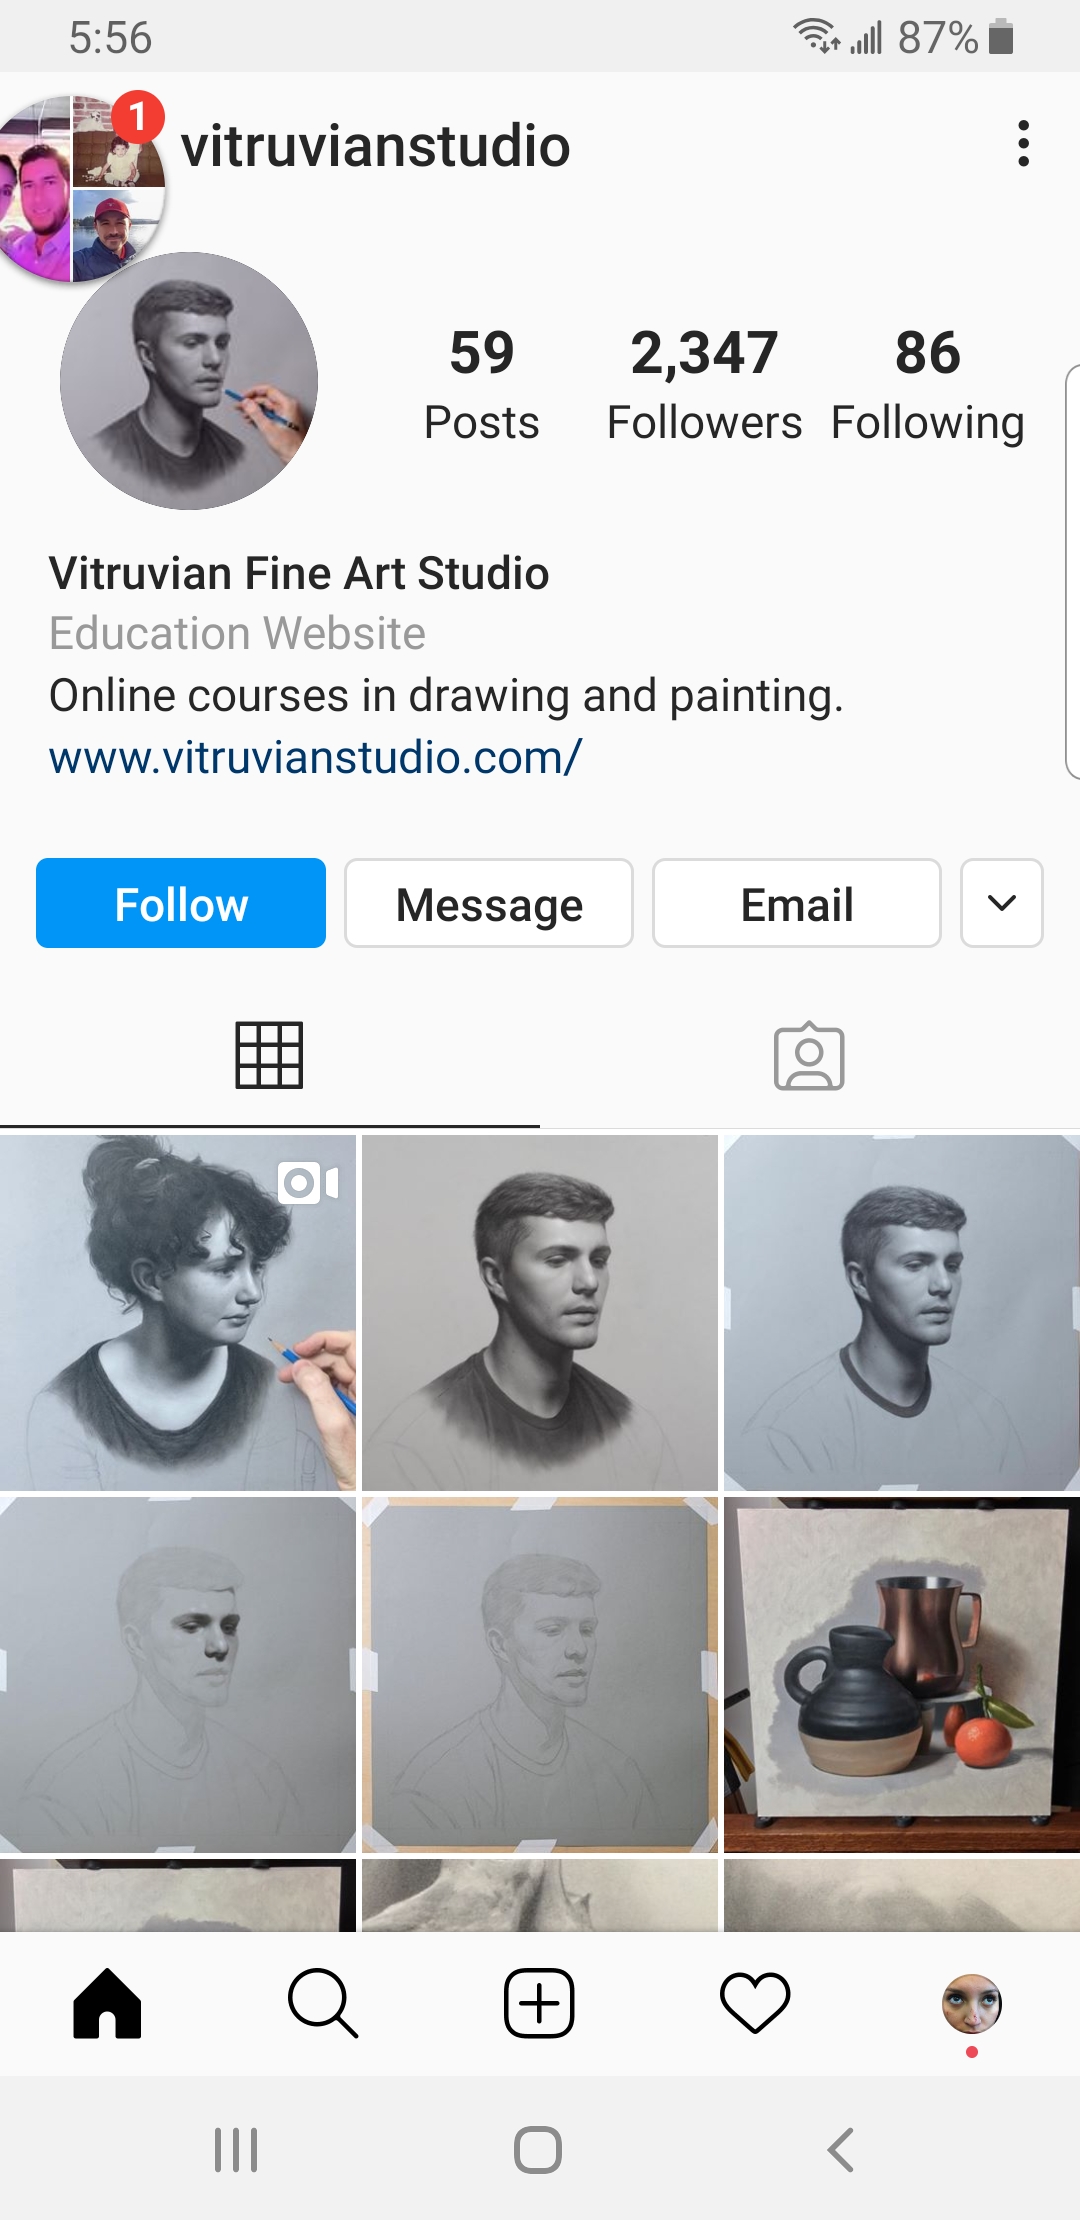 5:56 87%
1
vitruvianstudio
59 2,347 86
Posts Followers Following
Vitruvian Fine Art Studio
Education Website
Online courses in drawing and painting.
www.vitruvianstudio.com/
Follow Message Email